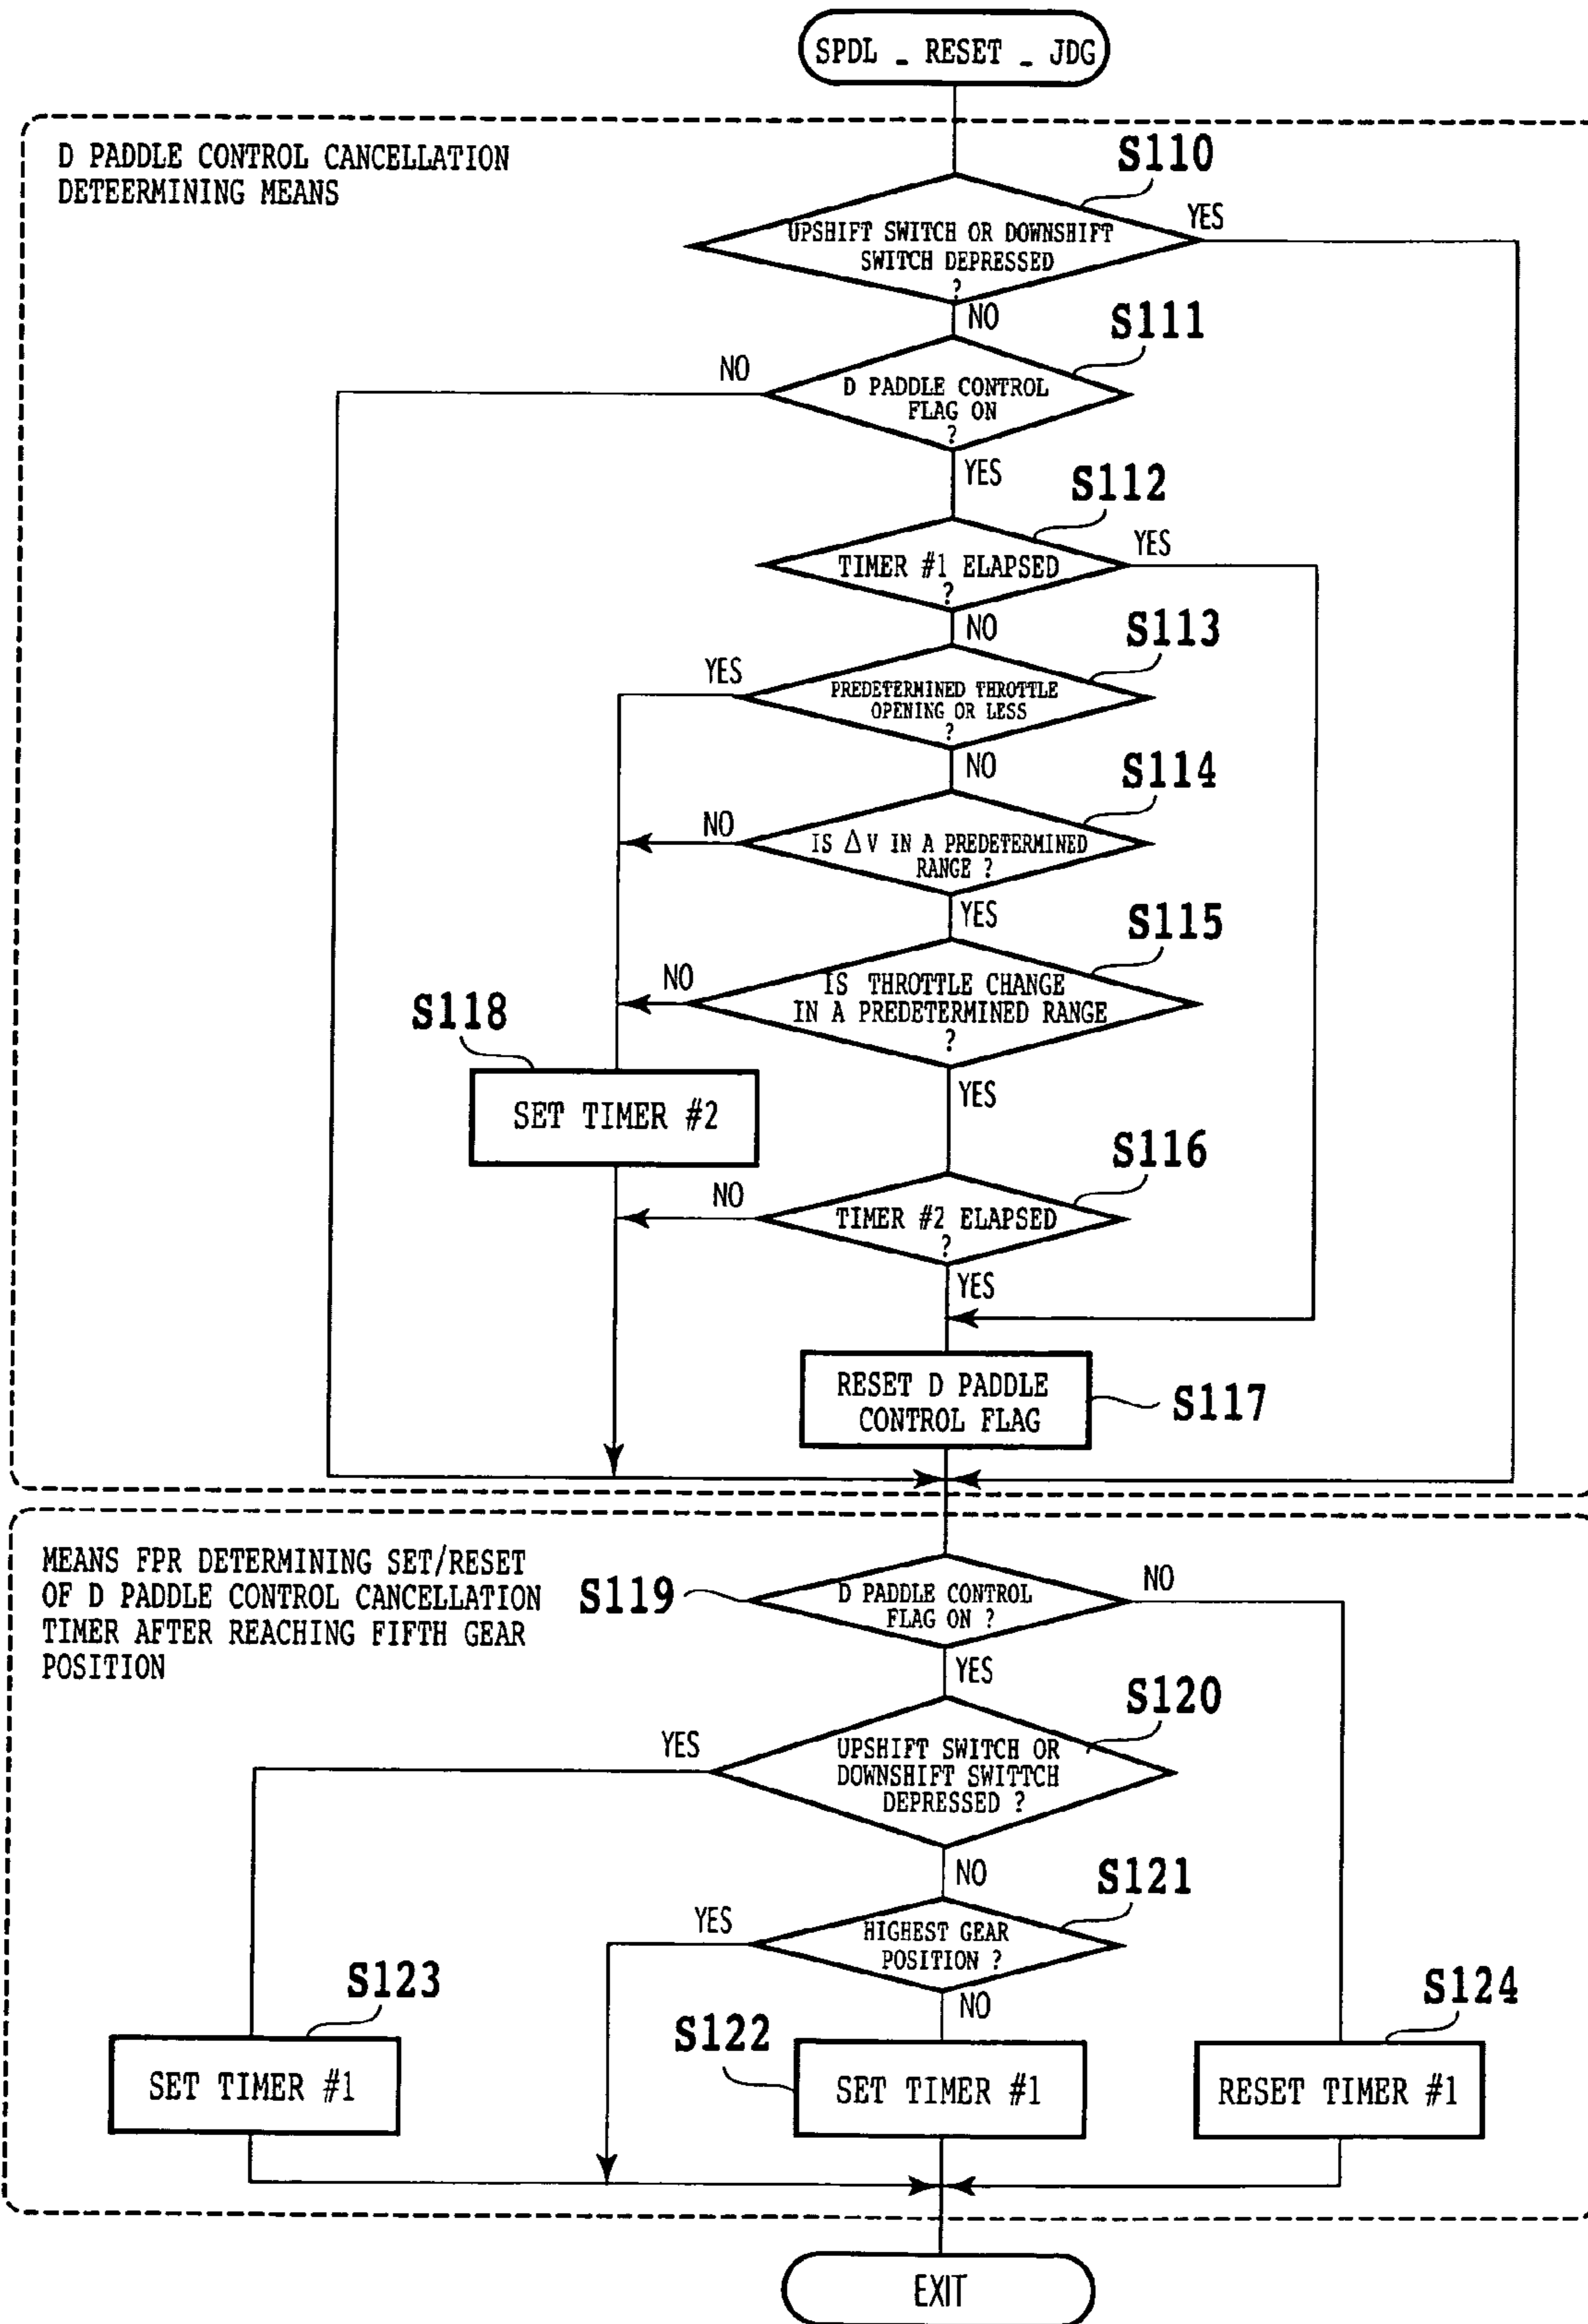 SPDL _ RESET _ JDG
D PADDLE CONTROL CANCELLATION
DETEERMINING MEANS
S110
UPSHIFT SWITCH OR DOWNSHIFT
SWITCH DEPRESSED
?
YES
NO
S111
D PADDLE CONTROL
FLAG ON
?
NO
YES
S112
TIMER #1 ELAPSED
?
YES
NO
S113
PREDETERMINED THROTTLE
OPENING OR LESS
?
YES
NO
S114
IS ΔV IN A PREDETERMINED
RANGE ?
NO
YES
S115
IS THROTTLE CHANGE
IN A PREDETERMINED RANGE
?
NO
YES
S118
SET TIMER #2
S116
TIMER #2 ELAPSED
?
NO
YES
RESET D PADDLE
CONTROL FLAG
S117
MEANS FPR DETERMINING SET/RESET
OF D PADDLE CONTROL CANCELLATION
TIMER AFTER REACHING FIFTH GEAR
POSITION
S119
D PADDLE CONTROL
FLAG ON ?
NO
YES
S120
UPSHIFT SWITCH OR
DOWNSHIFT SWITTCH
DEPRESSED ?
YES
NO
S121
HIGHEST GEAR
POSITION ?
YES
NO
S123
SET TIMER #1
S122
SET TIMER #1
S124
RESET TIMER #1
EXIT